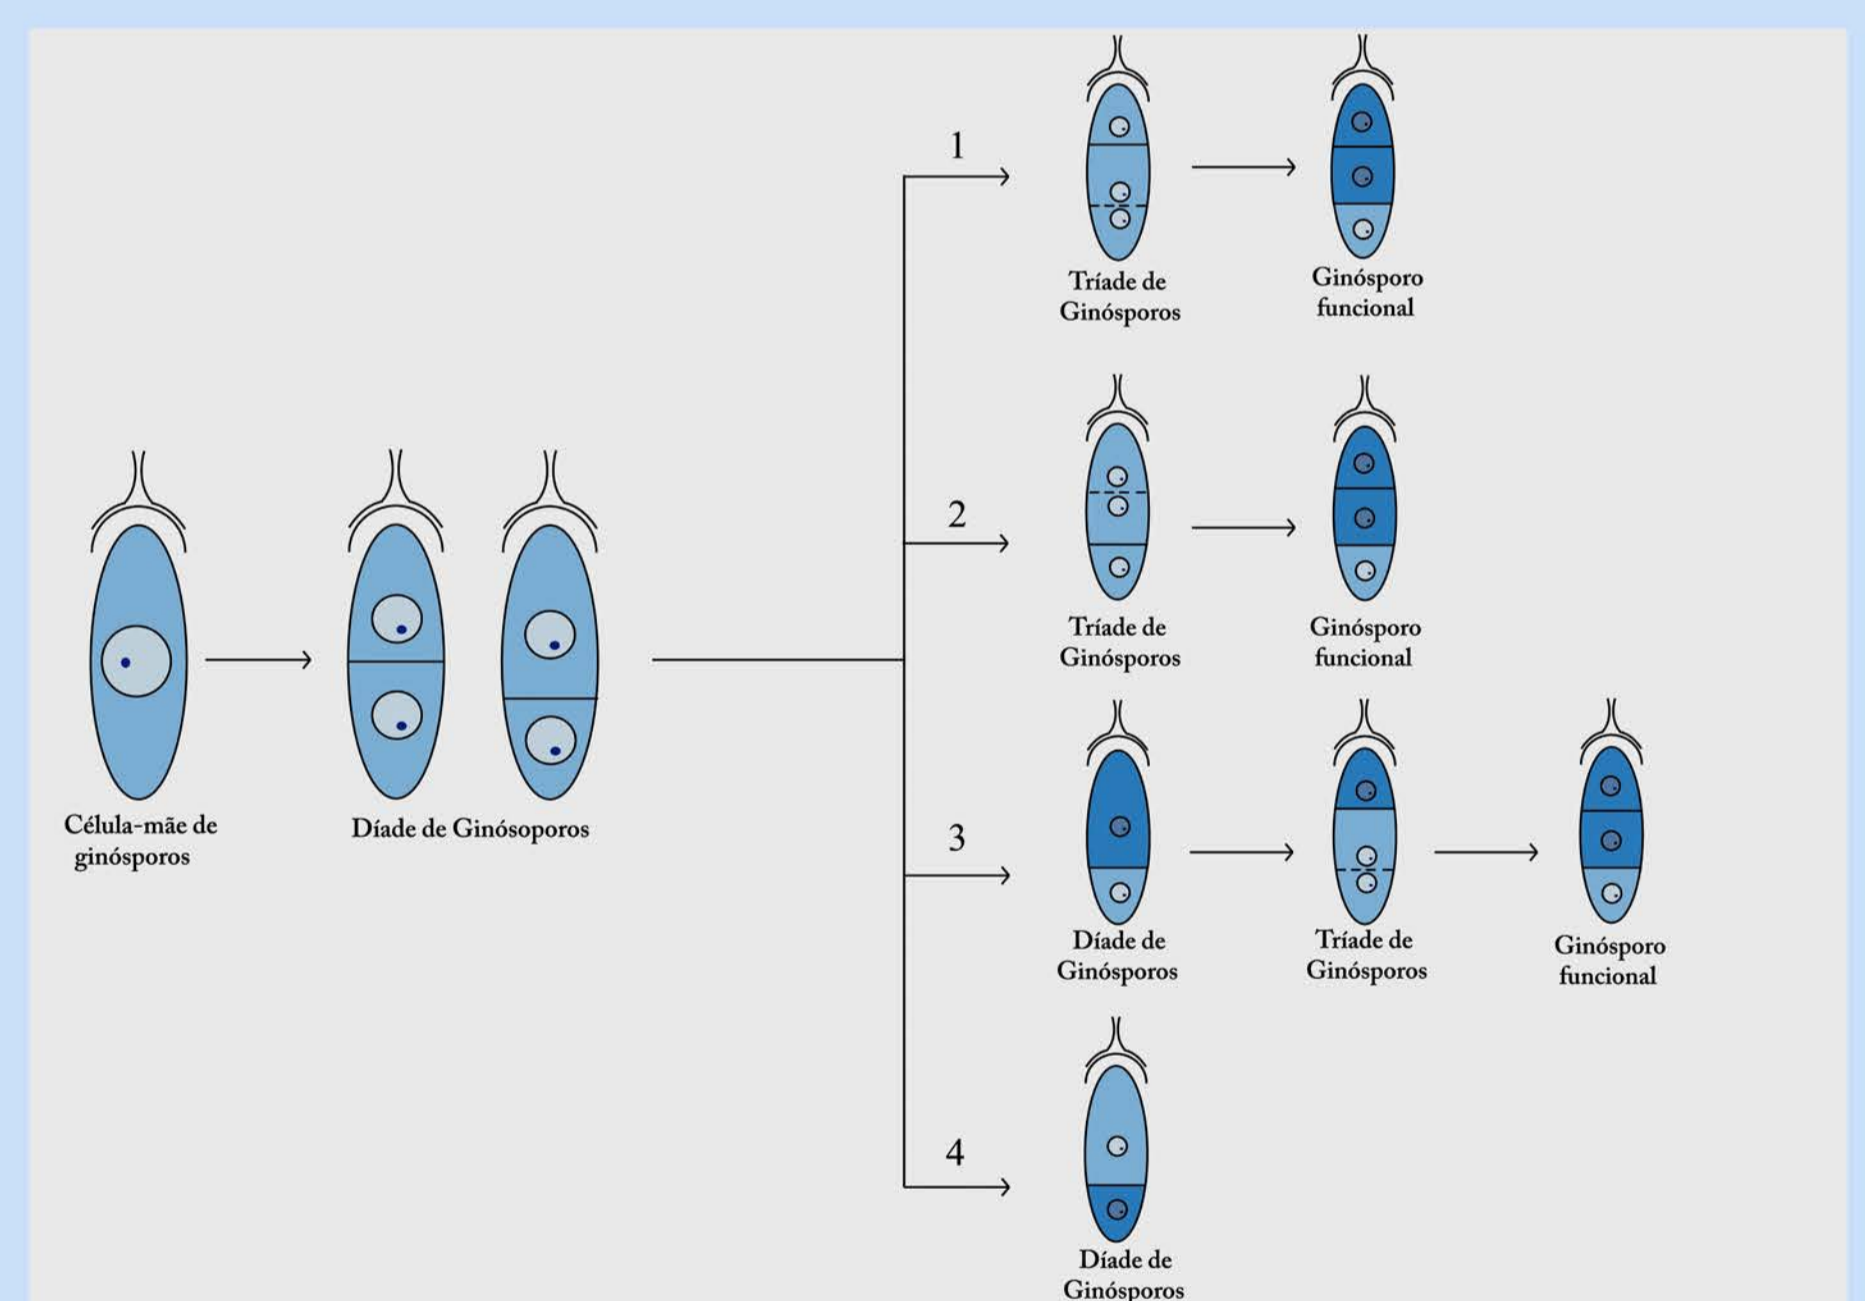 Célula-mãe de
ginósporos
Díade de Ginósoporos
1
Tríade de
Ginósporos
Ginósporo
funcional
2
Tríade de
Ginósporos
Ginósporo
funcional
3
Díade de
Ginósporos
Tríade de
Ginósporos
Ginósporo
funcional
4
Díade de
Ginósporos